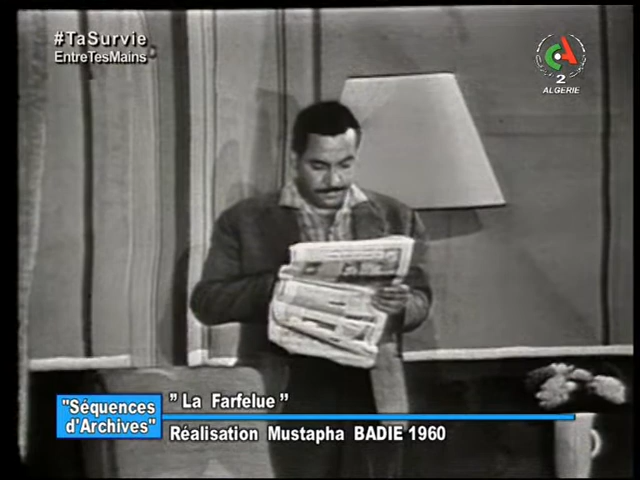 #TaSurvie
EntreTesMains
2
ALGERIE
"Séquences
d'Archives"
" La Farfelue "
Réalisation Mustapha BADIE 1960